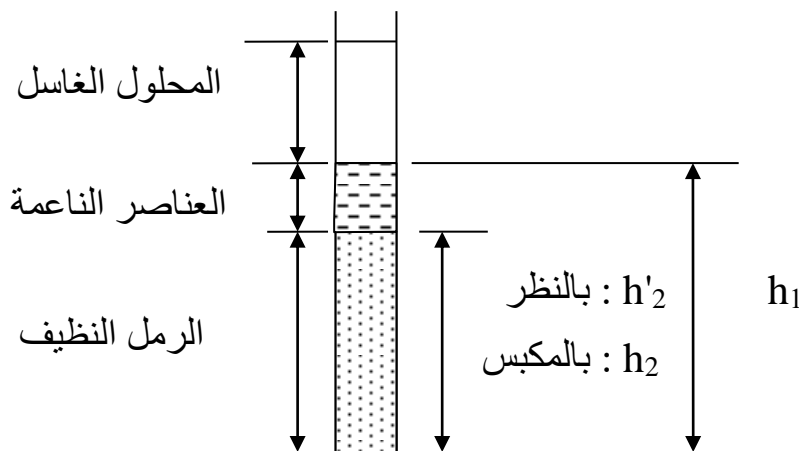 المحلول الغاسل
العناصر الناعمة
h'2 : بالنظر
h1
الرمل النظيف
h2 : بالمكبس